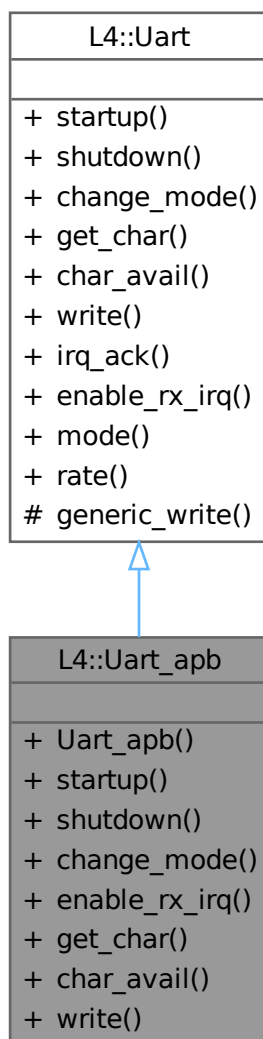 L4::Uart
+ startup()
+ shutdown()
+ change_mode()
+ get_char()
+ char_avail()
+ write()
+ irq_ack()
+ enable_rx_irq()
+ mode()
+ rate()
# generic_write()
L4::Uart_apb
+ Uart_apb()
+ startup()
+ shutdown()
+ change_mode()
+ enable_rx_irq()
+ get_char()
+ char_avail()
+ write()